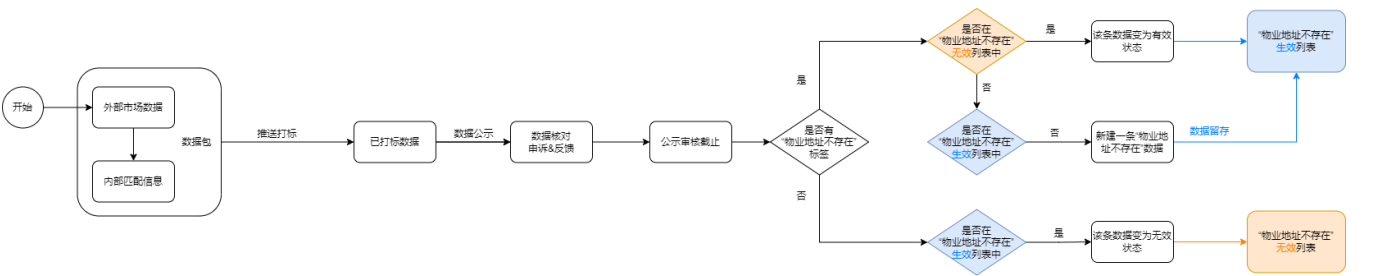 开始
外部市场数据
内部匹配信息
数据包
推送打标
已打标数据
数据公示
数据核对
申诉&反馈
公示审核截止
是否有
“物业地址不存在”
标签
是
否
是否在
“物业地址不存在”
无效列表中
是
该条数据变为有效
状态
“物业地址不存在”
生效列表
否
是否在
“物业地址不存在”
生效列表中
否
新建一条“物业地
址不存在”数据
数据留存
是否在
“物业地址不存在”
生效列表中
是
该条数据变为无效
状态
“物业地址不存在”
无效列表